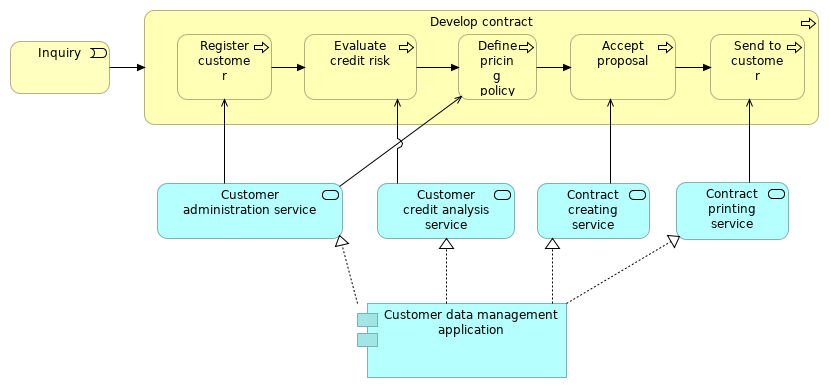 Develop contract
Inquiry
Register
custome
r
Evaluate
credit risk
Define
pricin
g
policy
Accept
proposal
Send to
custome
r
Customer
administration service
Customer
credit analysis
service
Contract
creating
service
Contract
printing
service
Customer data management
application